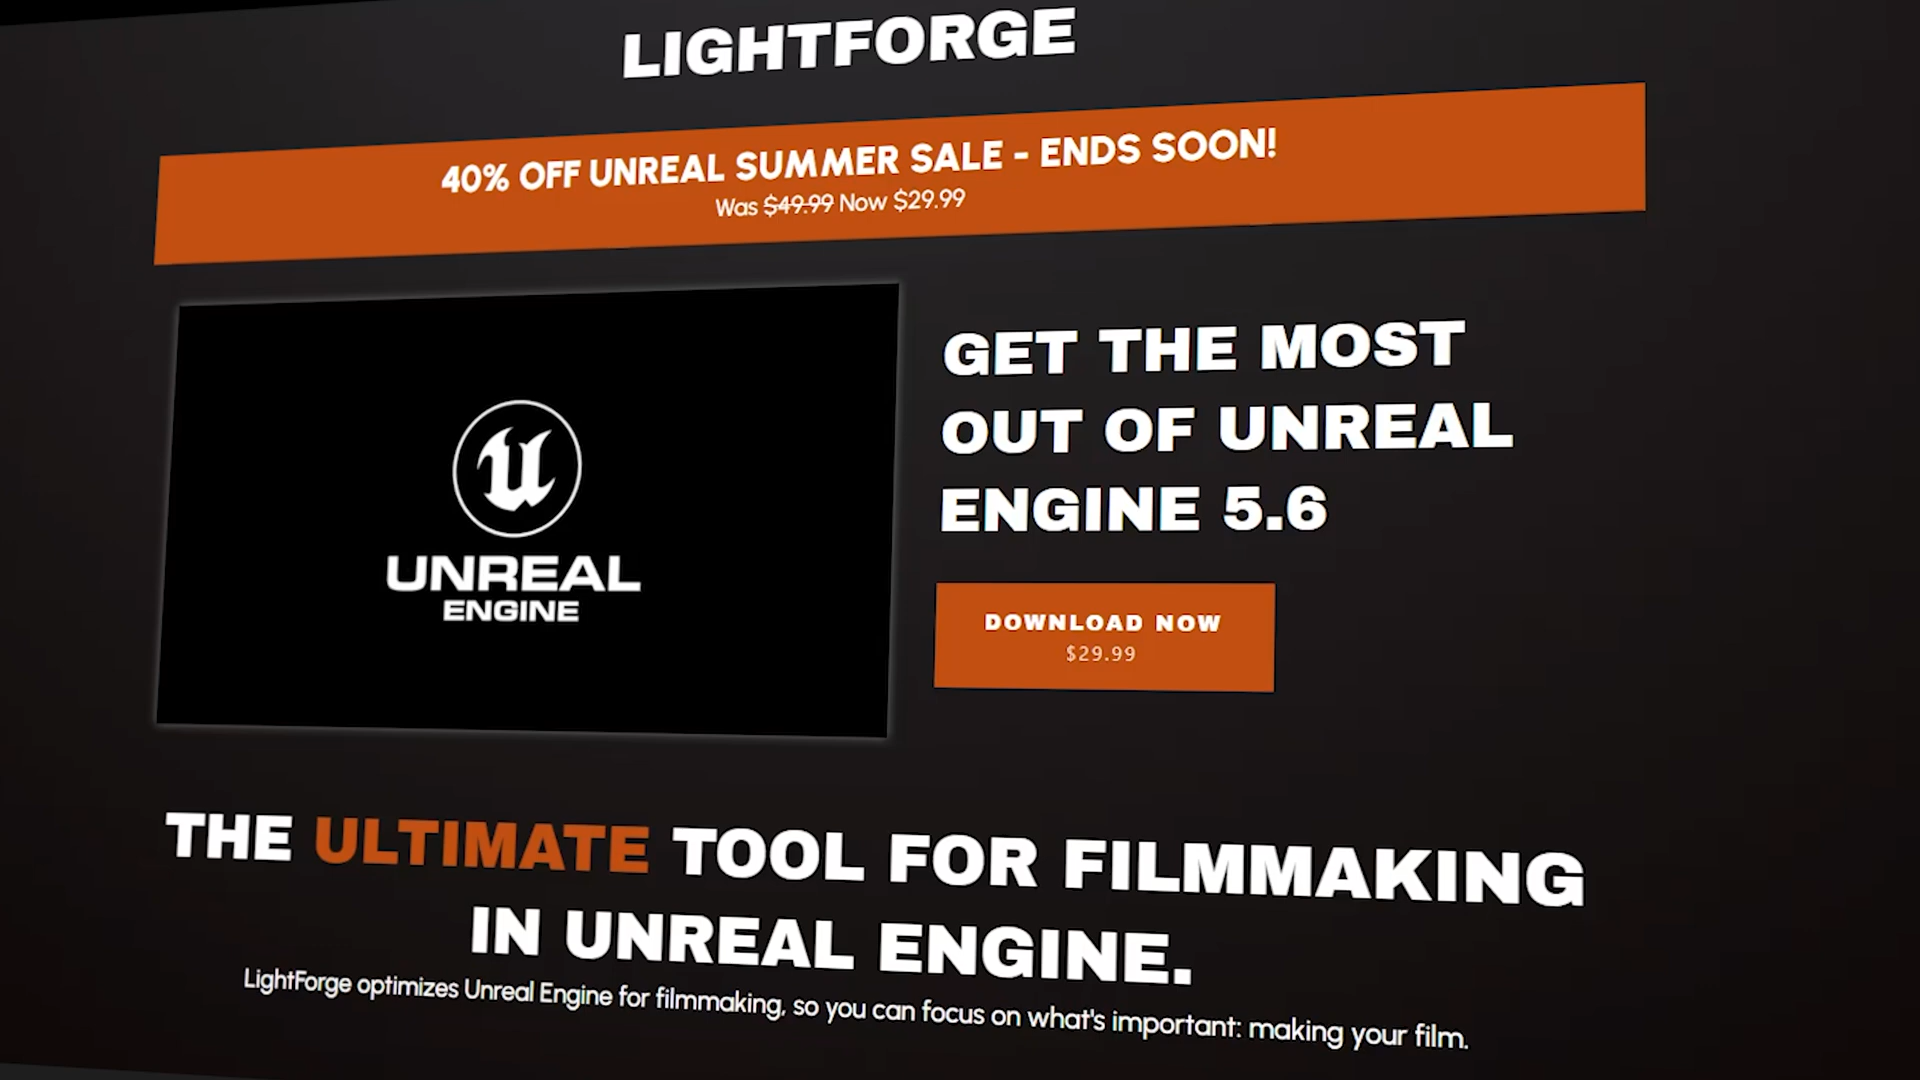 LIGHTFORGE
40% OFF UNREAL SUMMER SALE - ENDS SOON!
Was $49.99 Now $29.99
GET THE MOST
OUT OF UNREAL
ENGINE 5.6
UNREAL
ENGINE
DOWNLOAD NOW
$29.99
THE ULTIMATE TOOL FOR FILMMAKING
IN UNREAL ENGINE.
LightForge optimizes Unreal Engine for filmmaking, so you can focus on what's important: making your film.